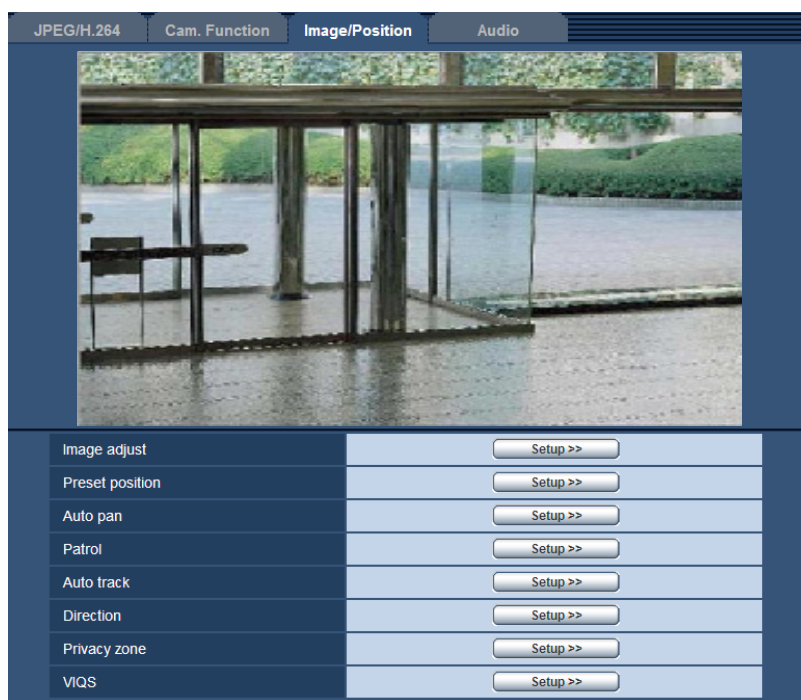 JPEG/H.264 Cam. Function Image/Position Audio
Image adjust Setup >>
Preset position Setup >>
Auto pan Setup >>
Patrol Setup >>
Auto track Setup >>
Direction Setup >>
Privacy zone Setup >>
VIQS Setup >>